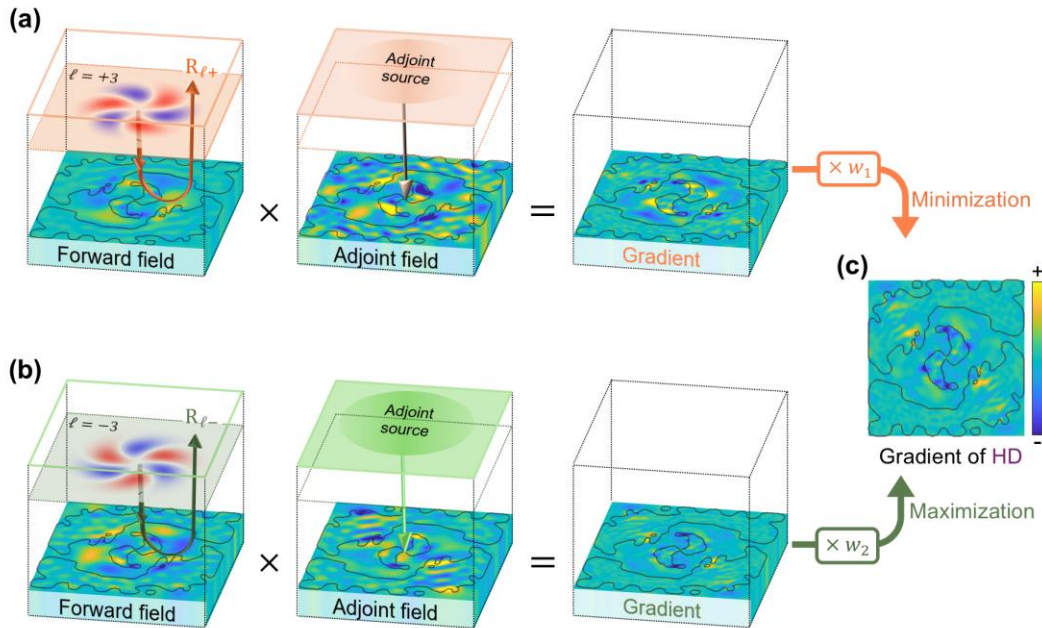 (a)
ℓ = +3
Rℓ+
Adjoint
source
Forward field
×
Adjoint field
=
Gradient
× w₁
Minimization
(b)
ℓ = −3
Rℓ−
Adjoint
source
Forward field
×
Adjoint field
=
Gradient
× w₂
Maximization
(c)
+
-
Gradient of HD